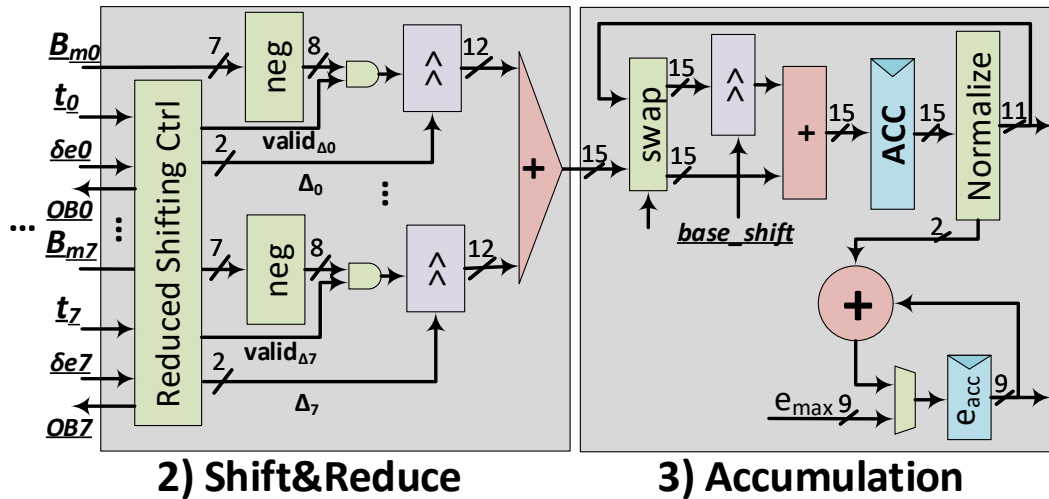 B_m0
7
neg
8
>>
12
t_0
Reduced Shifting Ctrl
valid_Δ0
δe0
2
Δ_0
OB0
...
...
...
B_m7
7
neg
8
>>
12
t_7
valid_Δ7
δe7
2
Δ_7
OB7
+
15
swap
15
15
>>
base_shift
+
15
ACC
15
Normalize
11
2
+
e_max
9
e_acc
9
2) Shift&Reduce
3) Accumulation